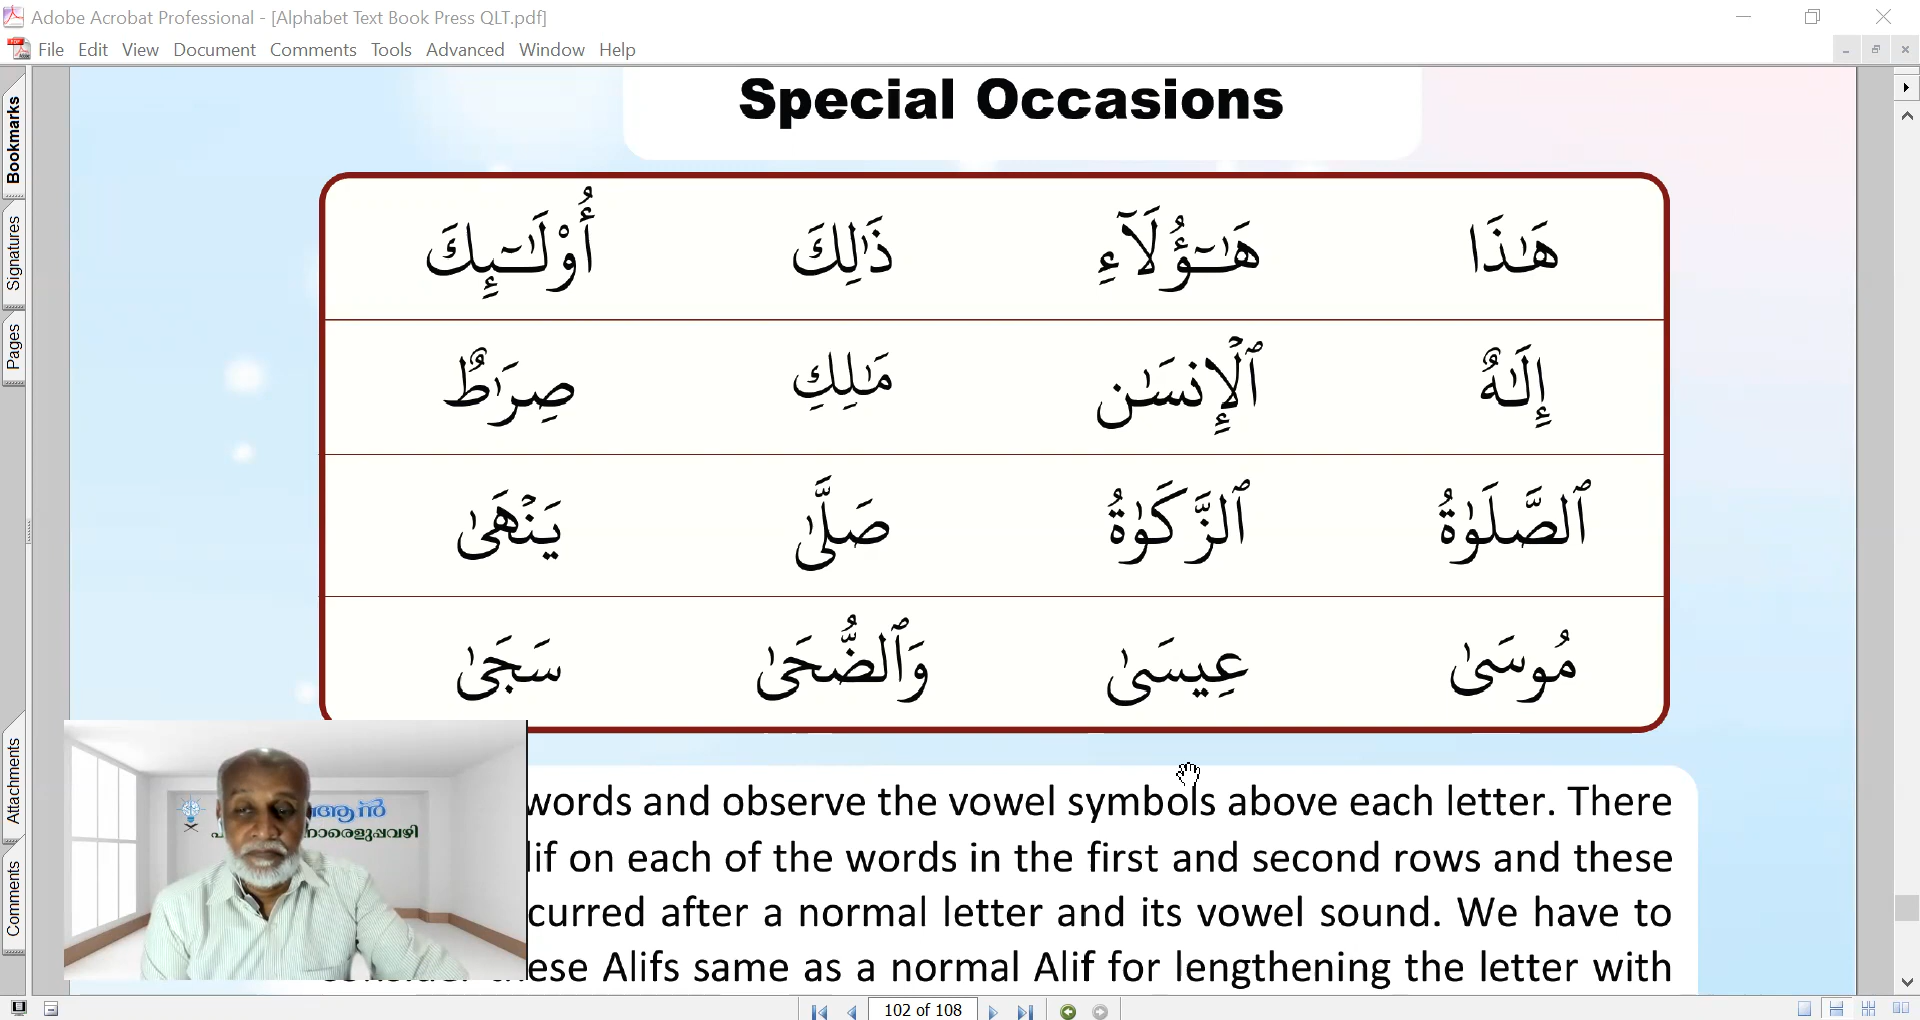 Adobe Acrobat Professional - [Alphabet Text Book Press QLT.pdf]
File Edit View Document Comments Tools Advanced Window Help
Bookmarks
Signatures
Pages
Attachments
Comments
Special Occasions
هَـٰذَا هَـٰٓؤُلَآءِ ذَٰلِكَ أُوْلَـٰٓئِكَ
إِلَـٰهٌ ٱلْإِنسَـٰن مَـٰلِكِ صِرَٰطٌ
ٱلصَّلَوٰةُ ٱلزَّكَوٰةُ صَلَّىٰ يَنْهَىٰ
مُوسَىٰ عِيسَىٰ وَٱلضُّحَىٰ سَجَىٰ
words and observe the vowel symbols above each letter. There
lif on each of the words in the first and second rows and these
curred after a normal letter and its vowel sound. We have to
these Alifs same as a normal Alif for lengthening the letter with
102 of 108